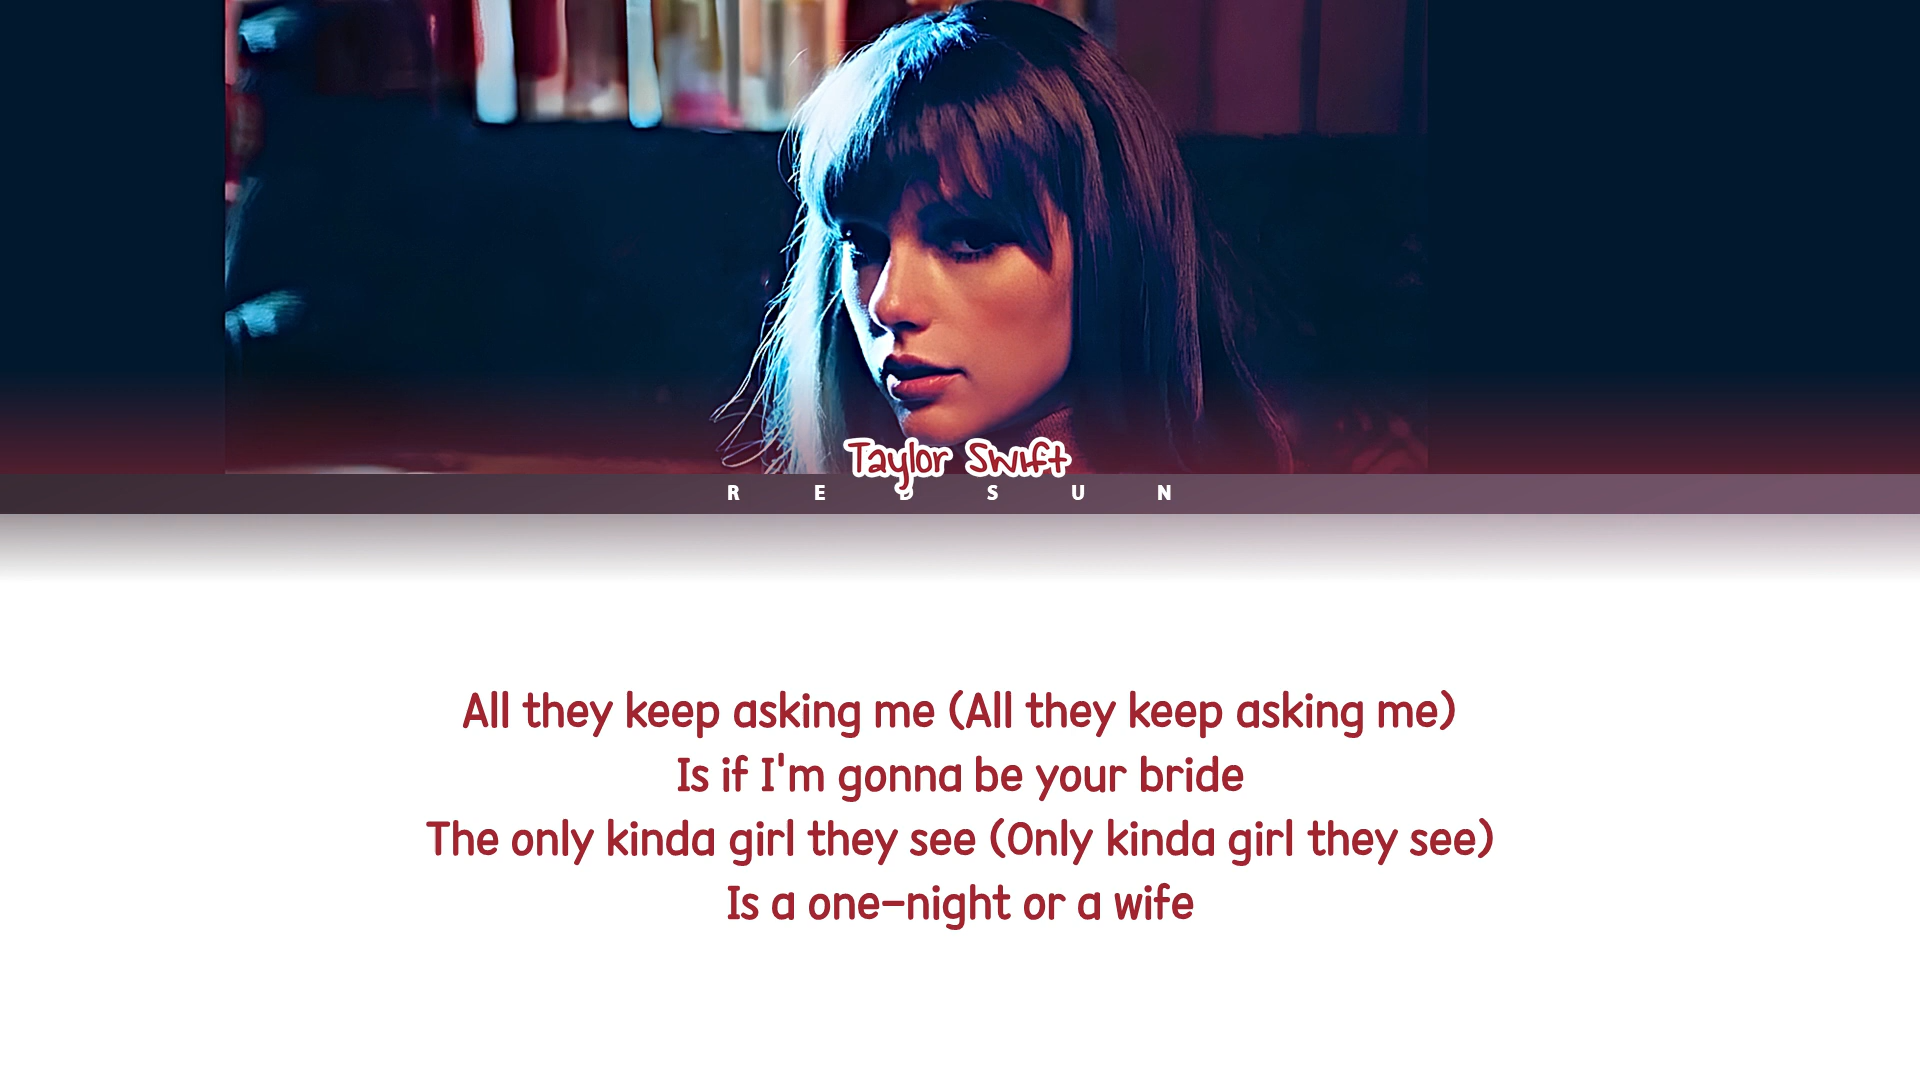 Taylor Swift
R E D S U N
All they keep asking me (All they keep asking me)
Is if I'm gonna be your bride
The only kinda girl they see (Only kinda girl they see)
Is a one-night or a wife